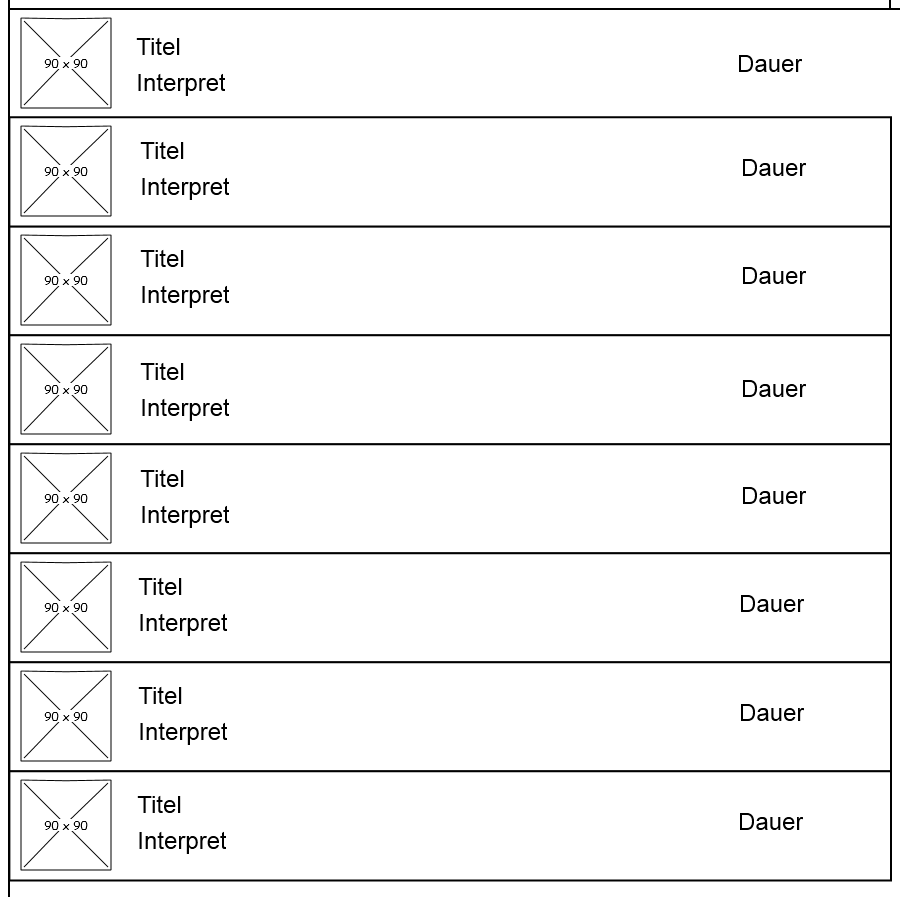 90 x 90
Titel
Interpret
Dauer
90 x 90
Titel
Interpret
Dauer
90 x 90
Titel
Interpret
Dauer
90 x 90
Titel
Interpret
Dauer
90 x 90
Titel
Interpret
Dauer
90 x 90
Titel
Interpret
Dauer
90 x 90
Titel
Interpret
Dauer
90 x 90
Titel
Interpret
Dauer